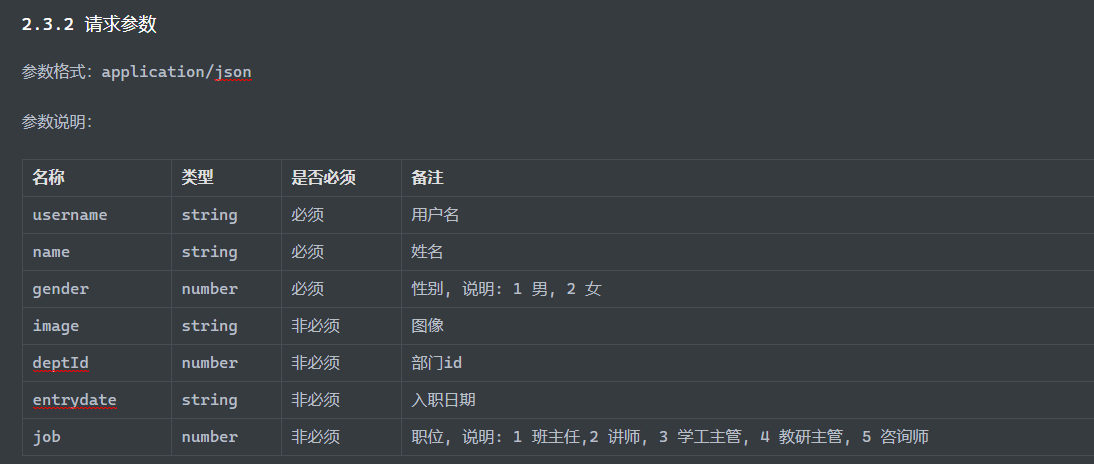 2.3.2 请求参数
参数格式：application/json
参数说明：
名称 类型 是否必须 备注
username string 必须 用户名
name string 必须 姓名
gender number 必须 性别, 说明: 1 男, 2 女
image string 非必须 图像
deptId number 非必须 部门id
entrydate string 非必须 入职日期
job number 非必须 职位, 说明: 1 班主任,2 讲师, 3 学工主管, 4 教研主管, 5 咨询师